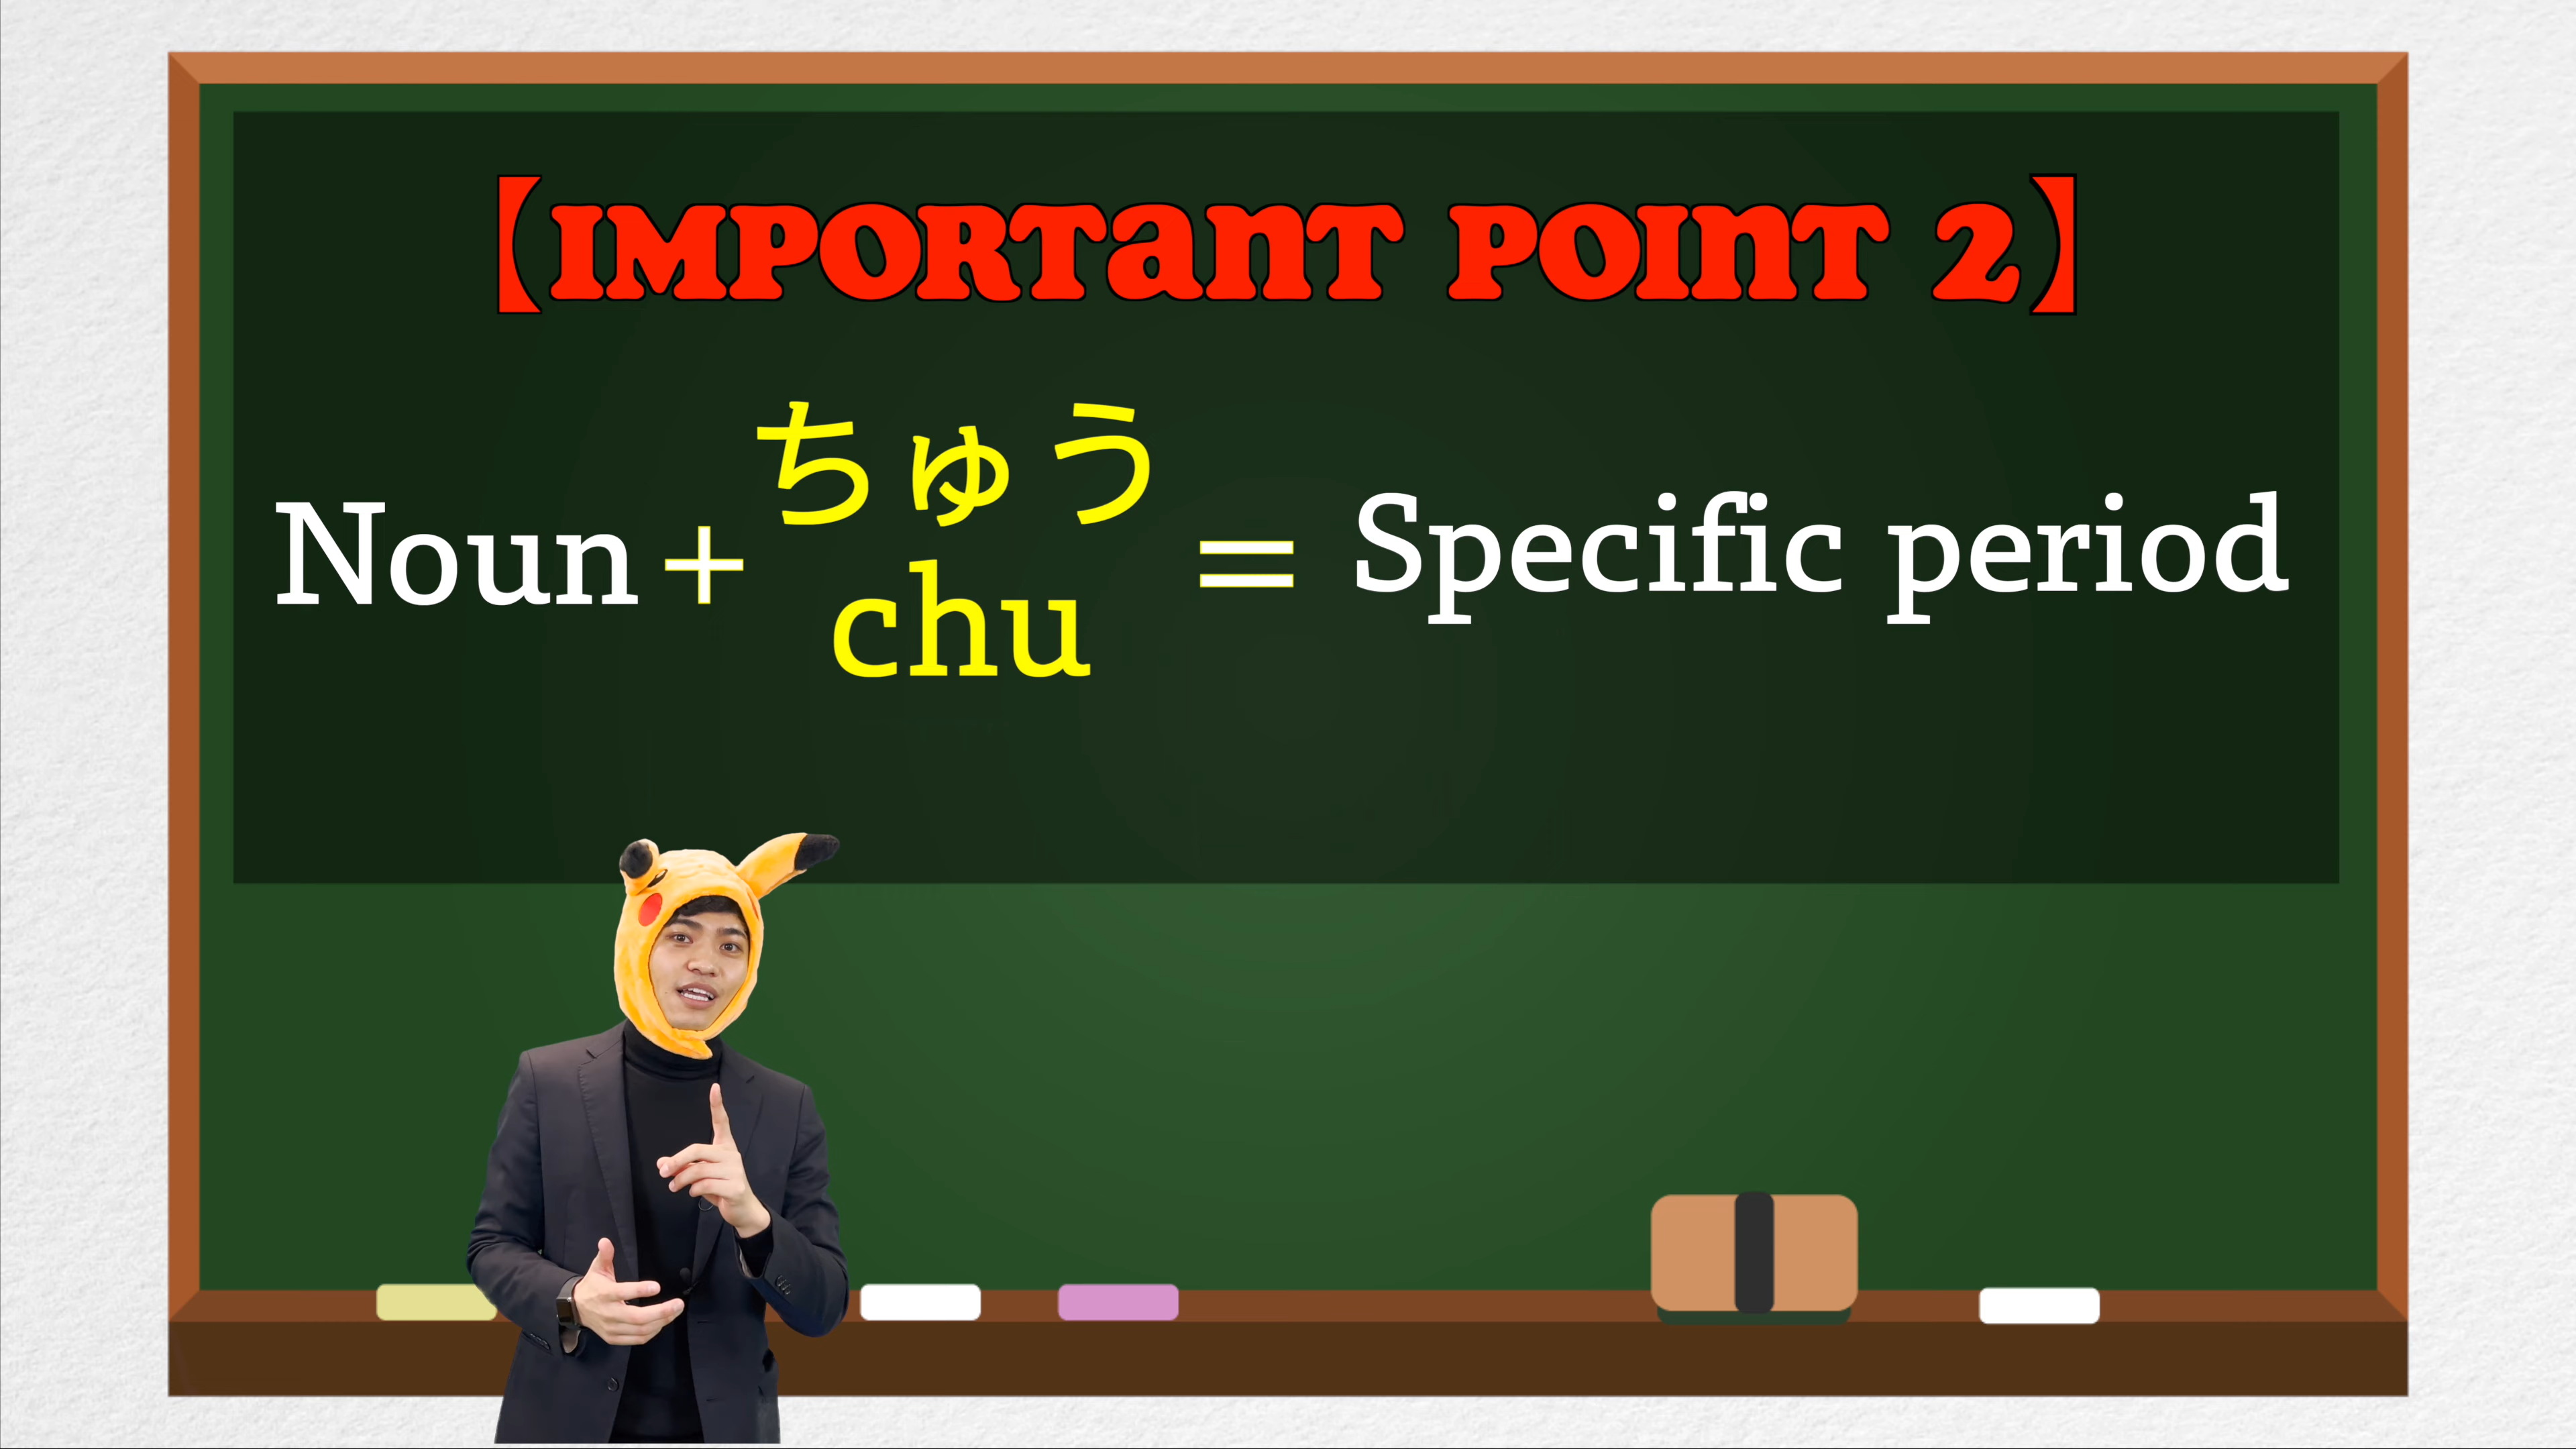 【IMPORTANT POINT 2】
Noun + ちゅう = Specific period
chu